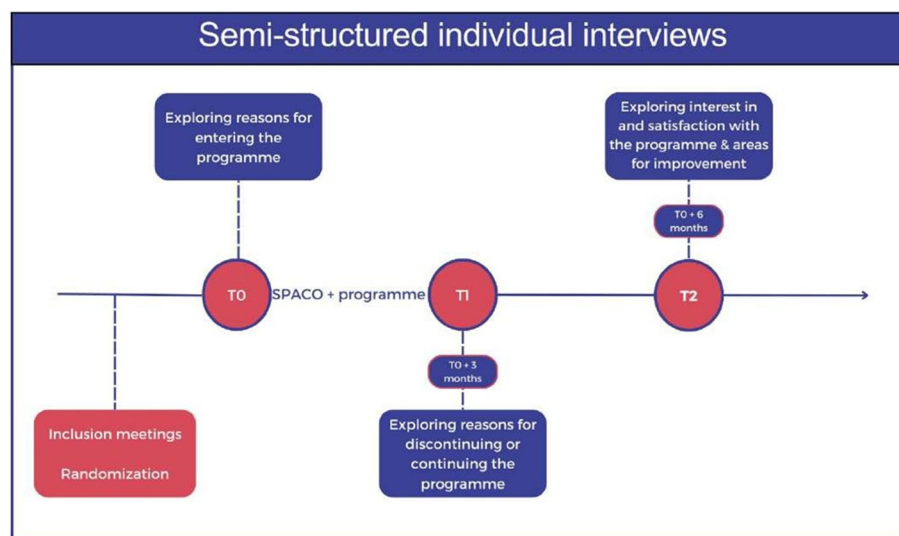 Semi-structured individual interviews
Exploring reasons for
entering the
programme
Exploring interest in
and satisfaction with
the programme & areas
for improvement
T0 + 6
months
T0
SPACO + programme
T1
T2
T0 + 3
months
Inclusion meetings
Randomization
Exploring reasons for
discontinuing or
continuing the
programme